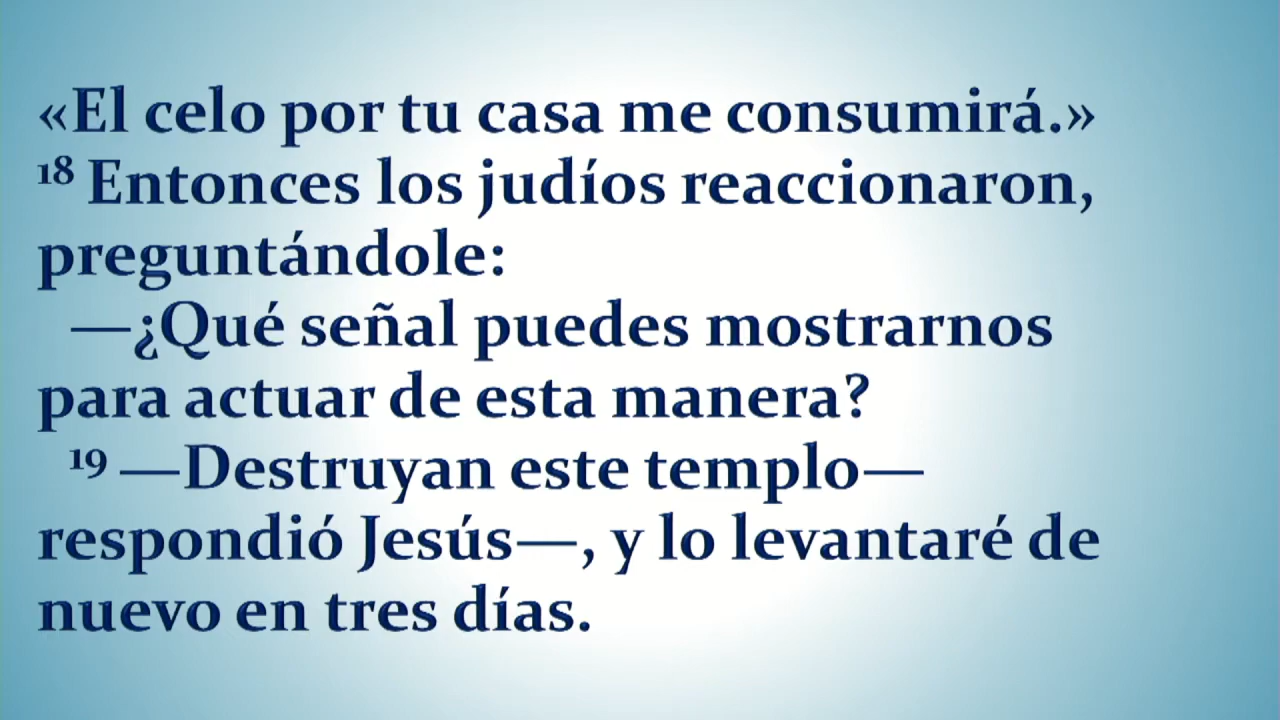 «El celo por tu casa me consumirá.»
¹⁸ Entonces los judíos reaccionaron,
preguntándole:
—¿Qué señal puedes mostrarnos
para actuar de esta manera?
¹⁹ —Destruyan este templo—
respondió Jesús—, y lo levantaré de
nuevo en tres días.